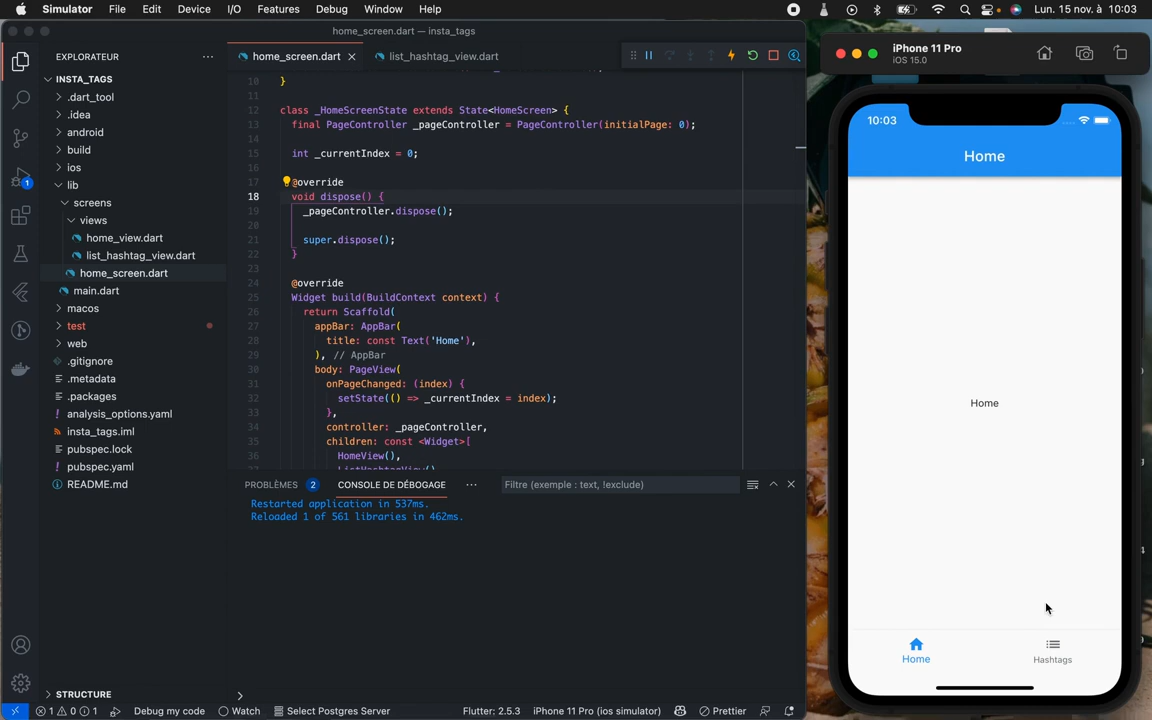 Simulator File Edit Device I/O Features Debug Window Help
Lun. 15 nov. à 10:03
home_screen.dart — insta_tags
EXPLORATEUR
INSTA_TAGS
.dart_tool
.idea
android
build
ios
lib
screens
views
home_view.dart
list_hashtag_view.dart
home_screen.dart
main.dart
macos
test
web
.gitignore
.metadata
.packages
analysis_options.yaml
insta_tags.iml
pubspec.lock
pubspec.yaml
README.md
STRUCTURE
1
home_screen.dart
list_hashtag_view.dart
10 }
11
12 class _HomeScreenState extends State<HomeScreen> {
13 final PageController _pageController = PageController(initialPage: 0);
14
15 int _currentIndex = 0;
16
17 @override
18 void dispose() {
19 _pageController.dispose();
20
21 super.dispose();
22 }
23
24 @override
25 Widget build(BuildContext context) {
26 return Scaffold(
27 appBar: AppBar(
28 title: const Text('Home'),
29 ), // AppBar
30 body: PageView(
31 onPageChanged: (index) {
32 setState(() => _currentIndex = index);
33 },
34 controller: _pageController,
35 children: const <Widget>[
36 HomeView(),
37 ListHashtagView(),
PROBLÈMES 2 CONSOLE DE DÉBOGAGE
Filtre (exemple : text, !exclude)
Restarted application in 537ms.
Reloaded 1 of 561 libraries in 462ms.
1 0 1 Debug my code Watch Select Postgres Server
Flutter: 2.5.3 iPhone 11 Pro (ios simulator) Prettier
iPhone 11 Pro
iOS 15.0
10:03
Home
Home
Home
Hashtags